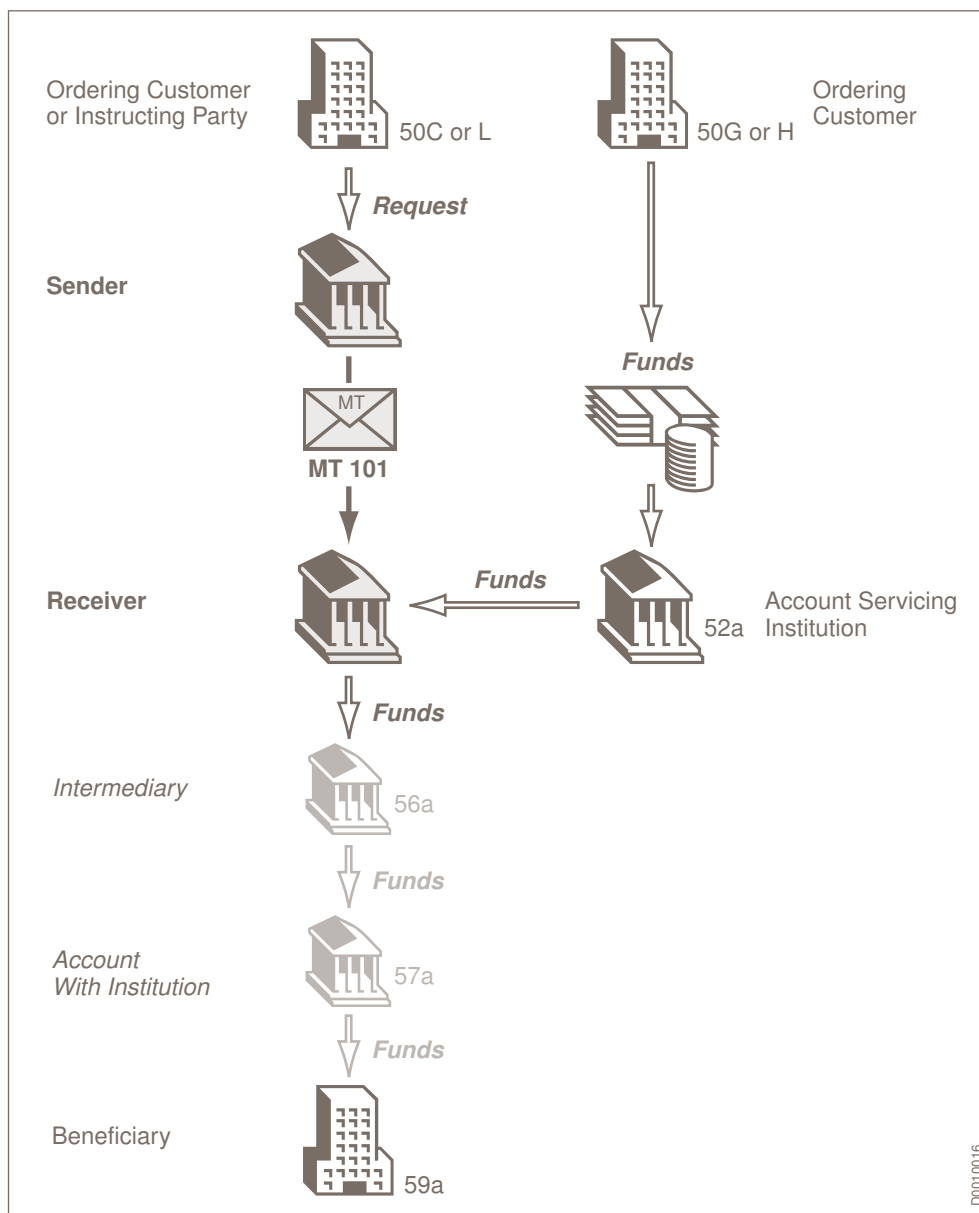 Ordering Customer
or Instructing Party
50C or L
50G or H
Ordering
Customer
Request
Sender
Funds
MT
MT 101
Receiver
Funds
52a
Account Servicing
Institution
Funds
Intermediary
56a
Funds
Account
With Institution
57a
Funds
Beneficiary
59a
D0010016